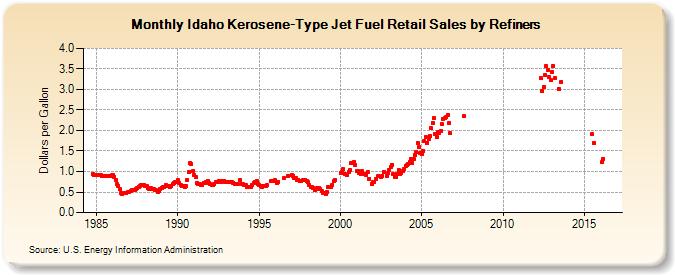 Monthly Idaho Kerosene-Type Jet Fuel Retail Sales by Refiners
Dollars per Gallon
4.0
3.5
3.0
2.5
2.0
1.5
1.0
0.5
0.0
1985 1990 1995 2000 2005 2010 2015
Source: U.S. Energy Information Administration